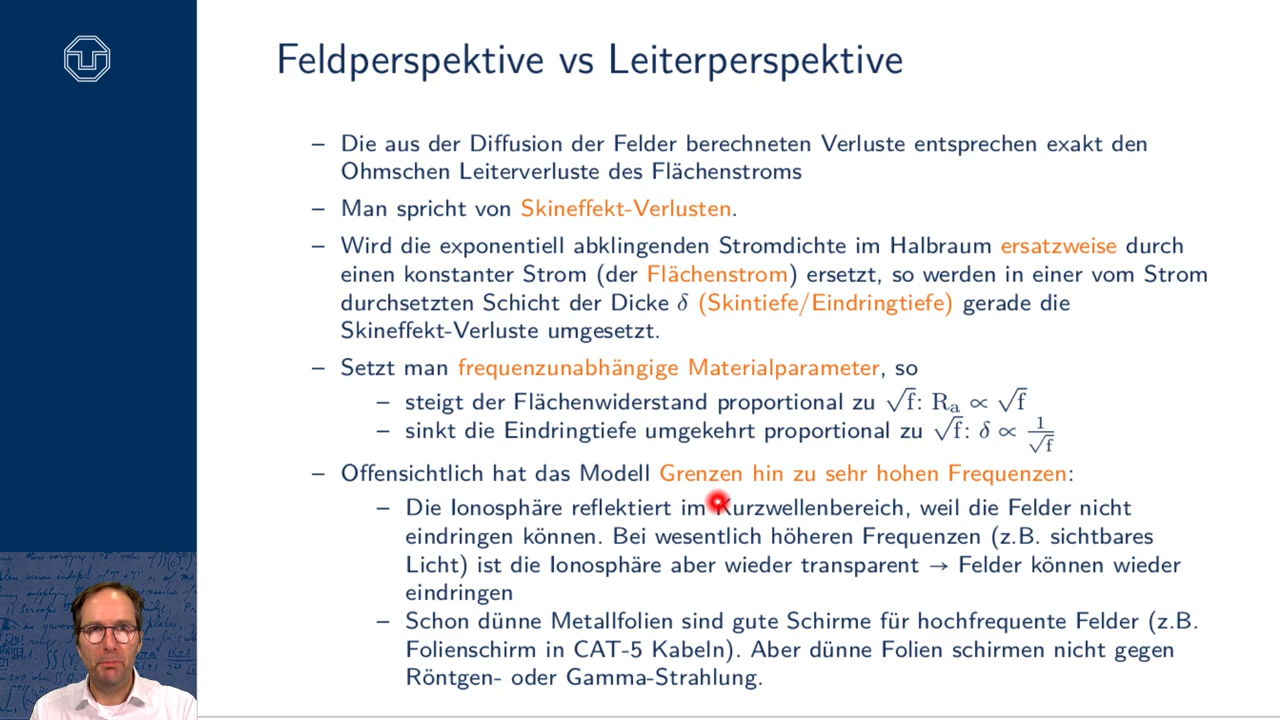 Feldperspektive vs Leiterperspektive
– Die aus der Diffusion der Felder berechneten Verluste entsprechen exakt den
Ohmschen Leiterverluste des Flächenstroms
– Man spricht von Skineffekt-Verlusten.
– Wird die exponentiell abklingenden Stromdichte im Halbraum ersatzweise durch
einen konstanter Strom (der Flächenstrom) ersetzt, so werden in einer vom Strom
durchsetzten Schicht der Dicke δ (Skintiefe/Eindringtiefe) gerade die
Skineffekt-Verluste umgesetzt.
– Setzt man frequenzunabhängige Materialparameter, so
– steigt der Flächenwiderstand proportional zu √f: Rₐ ∝ √f
– sinkt die Eindringtiefe umgekehrt proportional zu √f: δ ∝ 1/√f
– Offensichtlich hat das Modell Grenzen hin zu sehr hohen Frequenzen:
– Die Ionosphäre reflektiert im Kurzwellenbereich, weil die Felder nicht
eindringen können. Bei wesentlich höheren Frequenzen (z.B. sichtbares
Licht) ist die Ionosphäre aber wieder transparent → Felder können wieder
eindringen
– Schon dünne Metallfolien sind gute Schirme für hochfrequente Felder (z.B.
Folienschirm in CAT-5 Kabeln). Aber dünne Folien schirmen nicht gegen
Röntgen- oder Gamma-Strahlung.